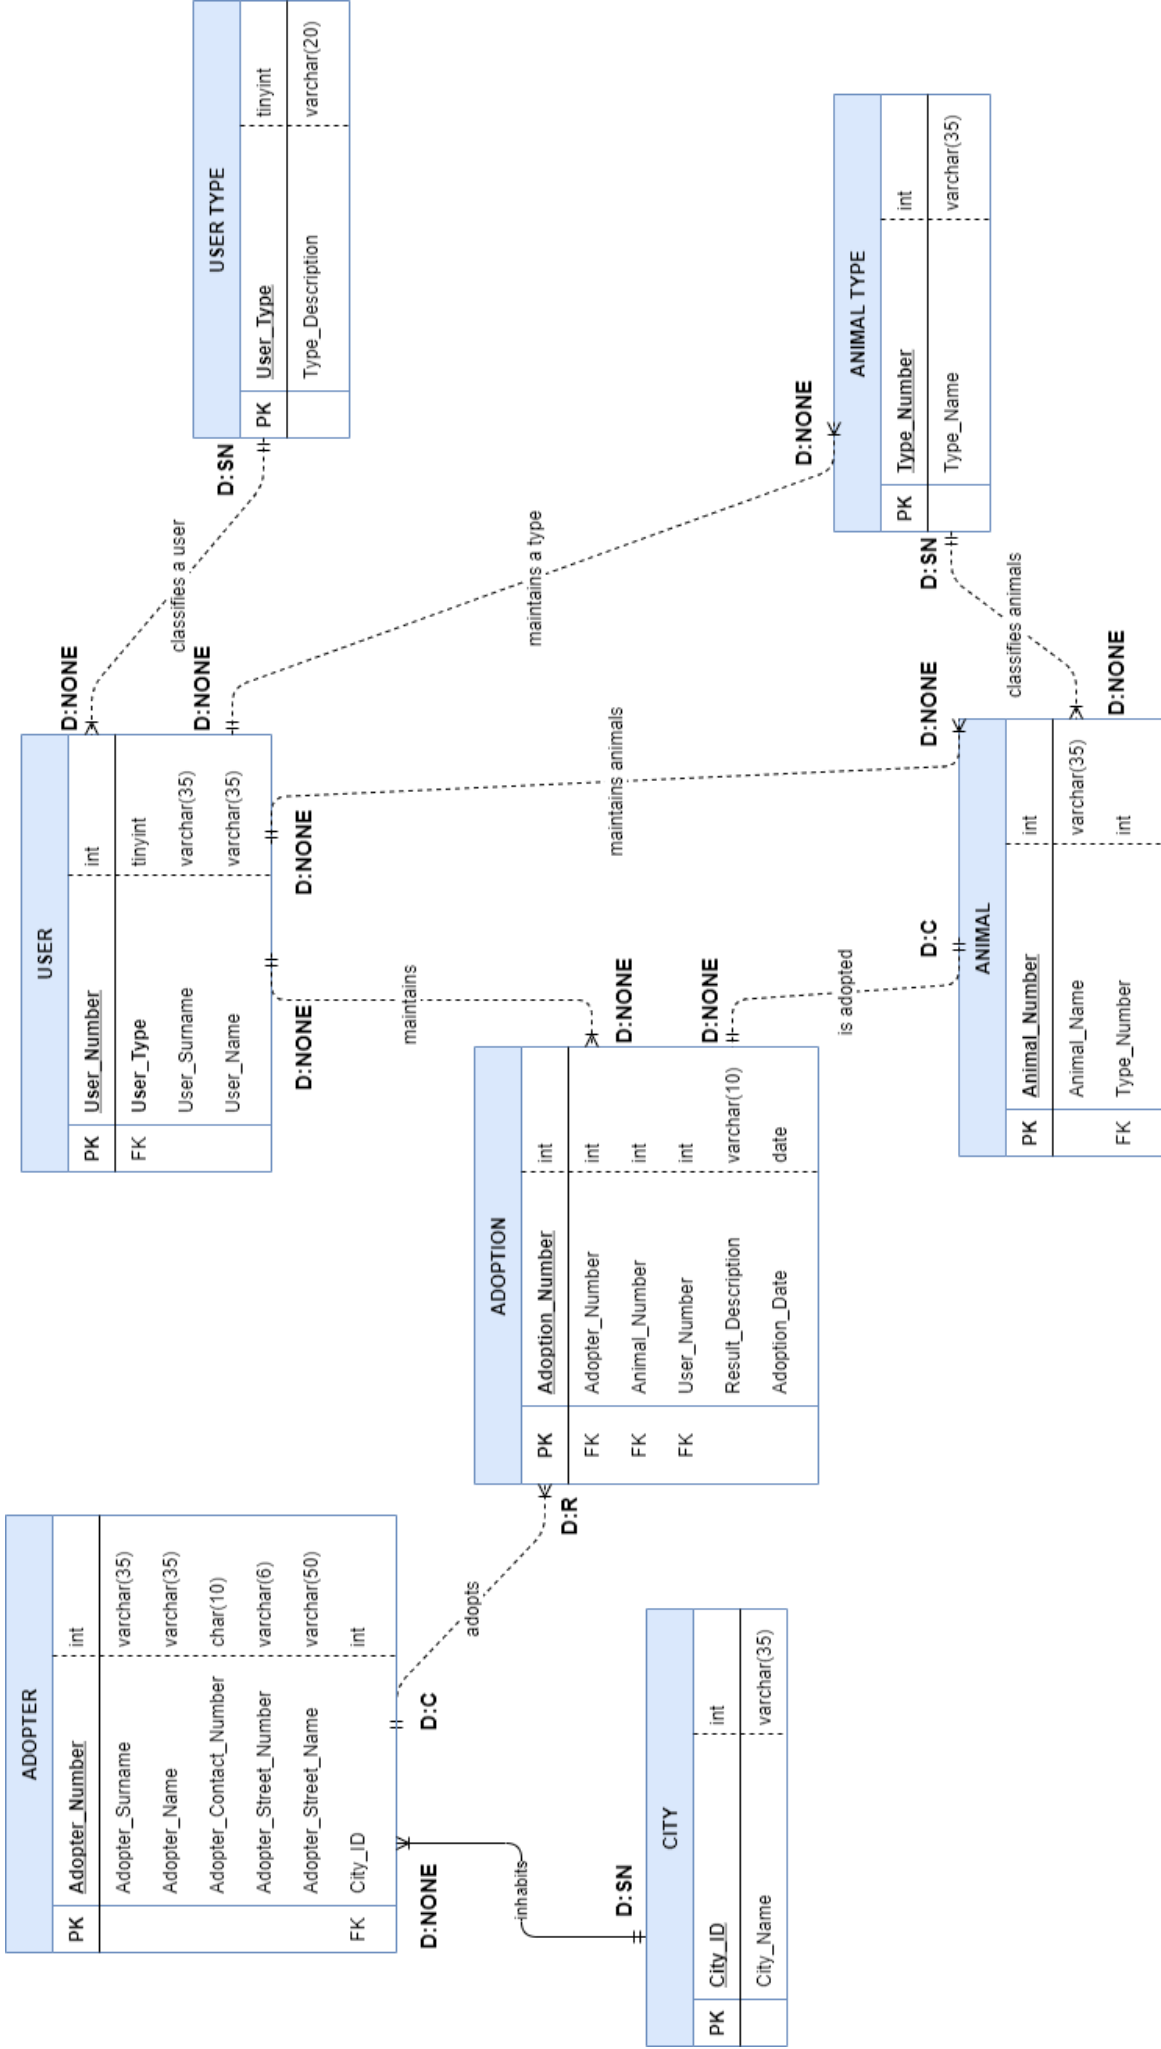 ADOPTER
PK Adopter_Number int
Adopter_Surname varchar(35)
Adopter_Name varchar(35)
Adopter_Contact_Number char(10)
Adopter_Street_Number varchar(6)
Adopter_Street_Name varchar(50)
FK City_ID int
D:NONE
D:C
inhabits
adopts
D:SN
D:R
CITY
PK City_ID int
City_Name varchar(35)
ADOPTION
PK Adoption_Number int
FK Adopter_Number int
FK Animal_Number int
FK User_Number int
Result_Description varchar(10)
Adoption_Date date
USER
PK User_Number int
FK User_Type tinyint
User_Surname varchar(35)
User_Name varchar(35)
D:NONE
D:NONE
D:NONE
D:NONE
maintains
D:NONE
D:NONE
is adopted
D:C
maintains animals
D:NONE
classifies a user
maintains a type
D:SN
USER TYPE
PK User_Type tinyint
Type_Description varchar(20)
D:NONE
ANIMAL TYPE
PK Type_Number int
Type_Name varchar(35)
D:SN
classifies animals
D:NONE
ANIMAL
PK Animal_Number int
Animal_Name varchar(35)
FK Type_Number int